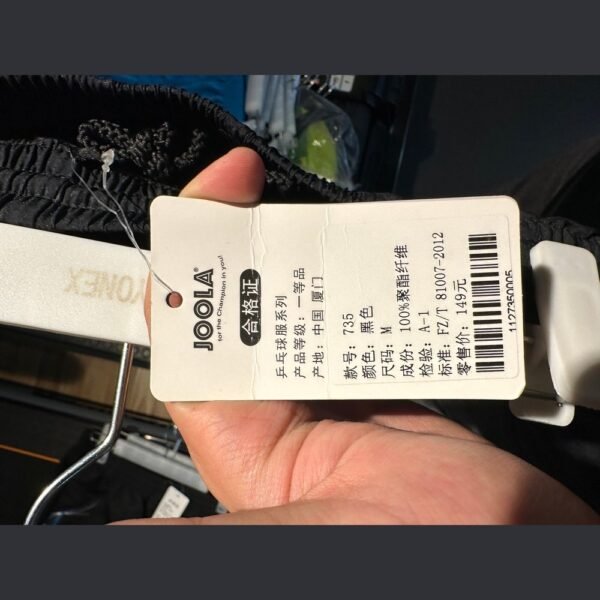 JOOLA®
for the Champion in you!
合格证
乒乓球服系列
产品等级：一等品
产地：中国 厦门
款号：735
颜色：黑色
尺码：M
成份：100%聚酯纤维
检验：A-1
标准：FZ/T 81007-2012
零售价：149元
1127350005
YONEX